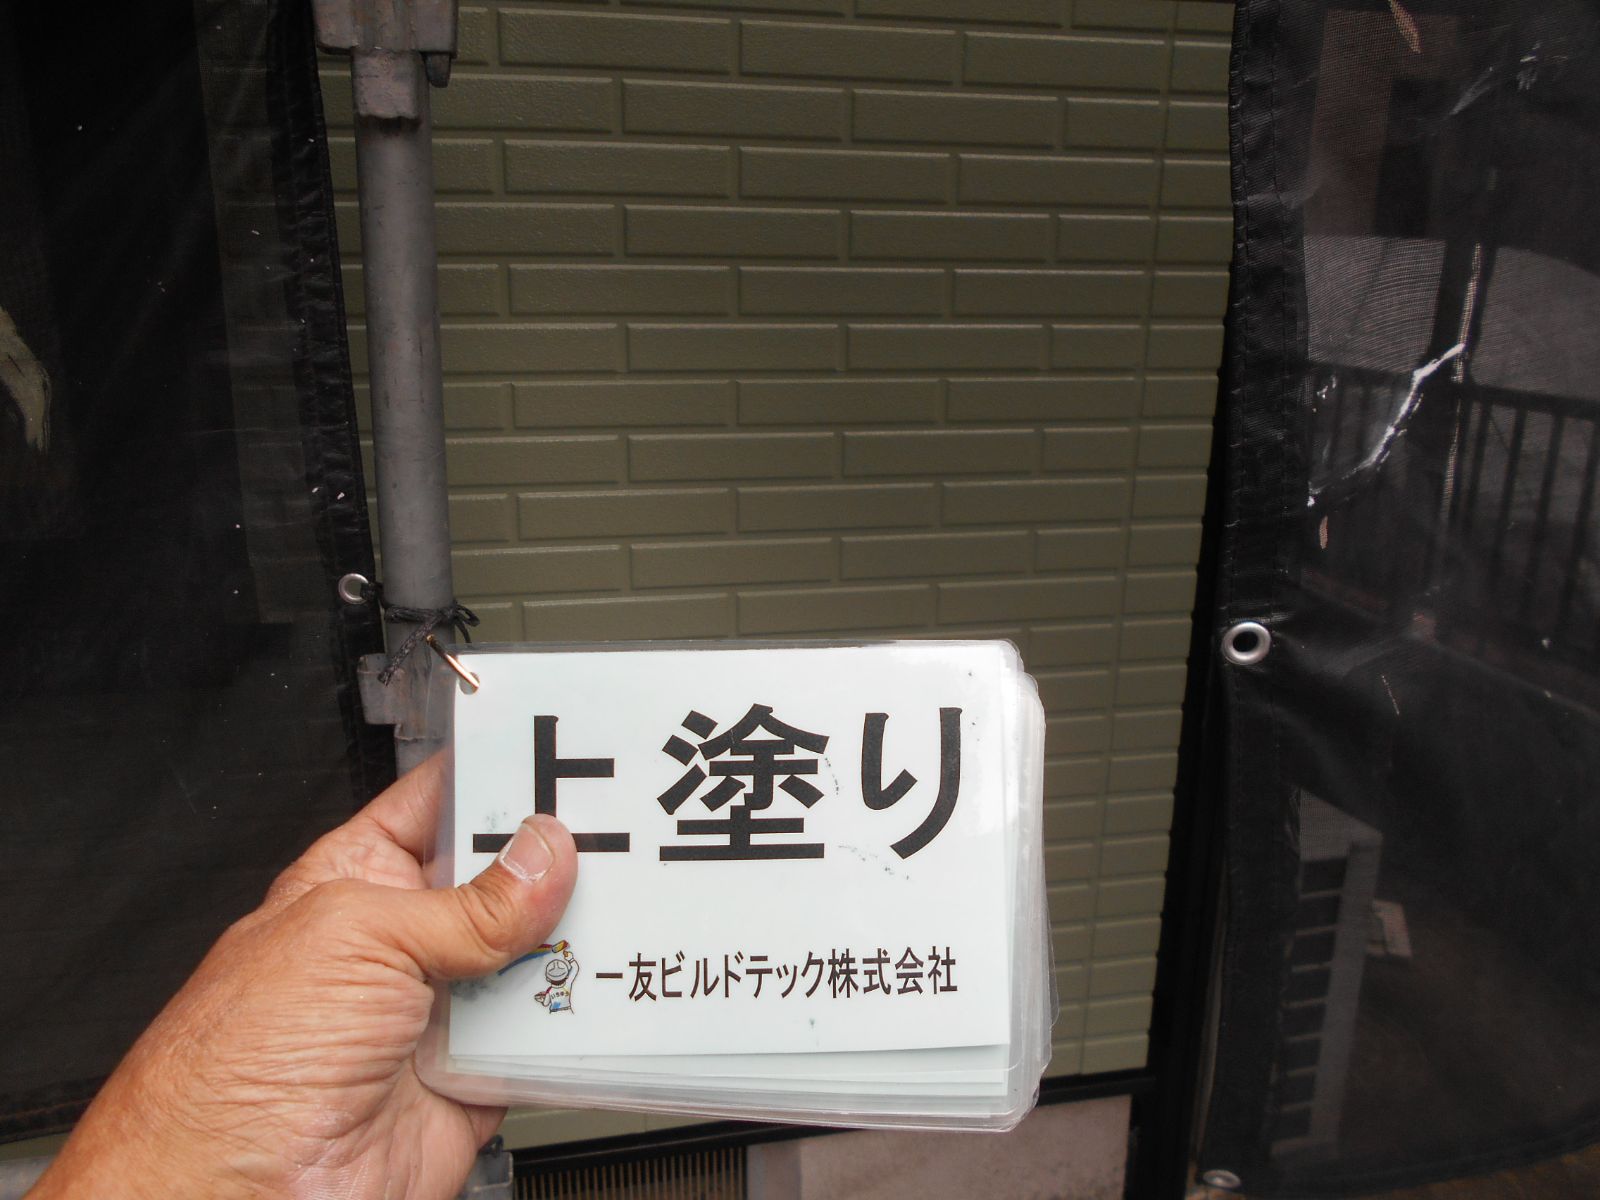 上塗り
一友ビルドテック株式会社